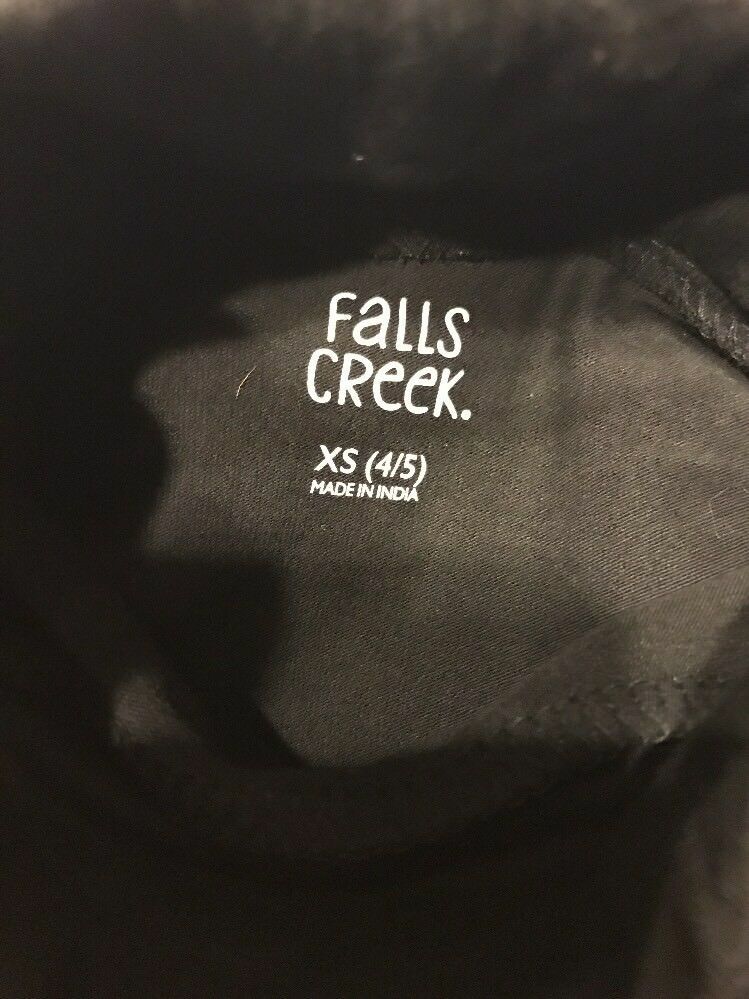 Falls
Creek.
XS (4/5)
MADE IN INDIA